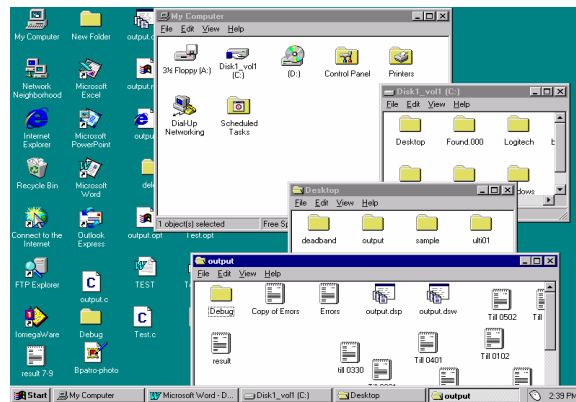 My Computer
New Folder
output.c
Network Neighborhood
Microsoft Excel
output.n
Internet Explorer
Microsoft PowerPoint
outpu
Recycle Bin
Microsoft Word
del
Connect to the Internet
Outlook Express
output.opt
Test.opt
FTP Explorer
output.c
TEST
IomegaWare
Debug
Test.c
result 7-9
Bpatro-photo
My Computer
File Edit View Help
3½ Floppy (A:)
Disk1_vol1 (C:)
(D:)
Control Panel
Printers
Dial-Up Networking
Scheduled Tasks
1 object(s) selected
Free Sp
Disk1_vol1 (C:)
File Edit View Help
Desktop
Found.000
Logitech
b
dows
Desktop
File Edit View Help
deadband
output
sample
ulti01
output
File Edit View Help
Debug
Copy of Errors
Errors
output.dsp
output.dsw
Till 0502
Till
result
till 0330
Till 0401
Till 0102
Start
My Computer
Microsoft Word - D...
Disk1_vol1 (C:)
Desktop
output
2:39 PM